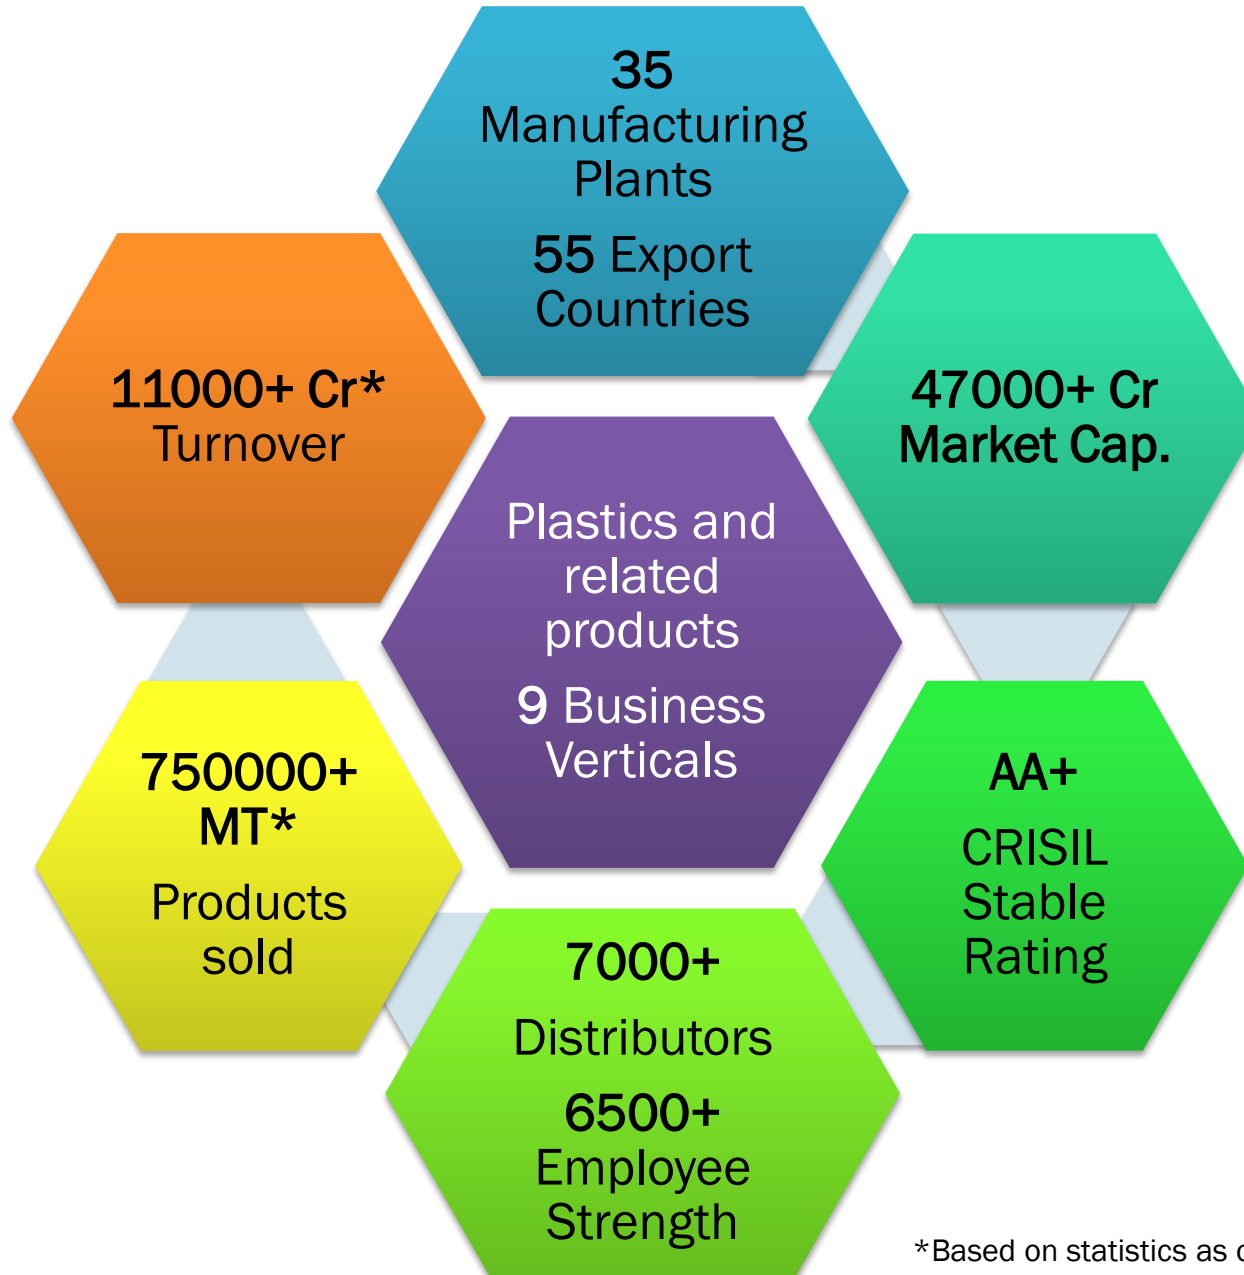 35
Manufacturing
Plants
55 Export
Countries
11000+ Cr*
Turnover
47000+ Cr
Market Cap.
Plastics and
related
products
9 Business
Verticals
750000+
MT*
Products
sold
AA+
CRISIL
Stable
Rating
7000+
Distributors
6500+
Employee
Strength
*Based on statistics as